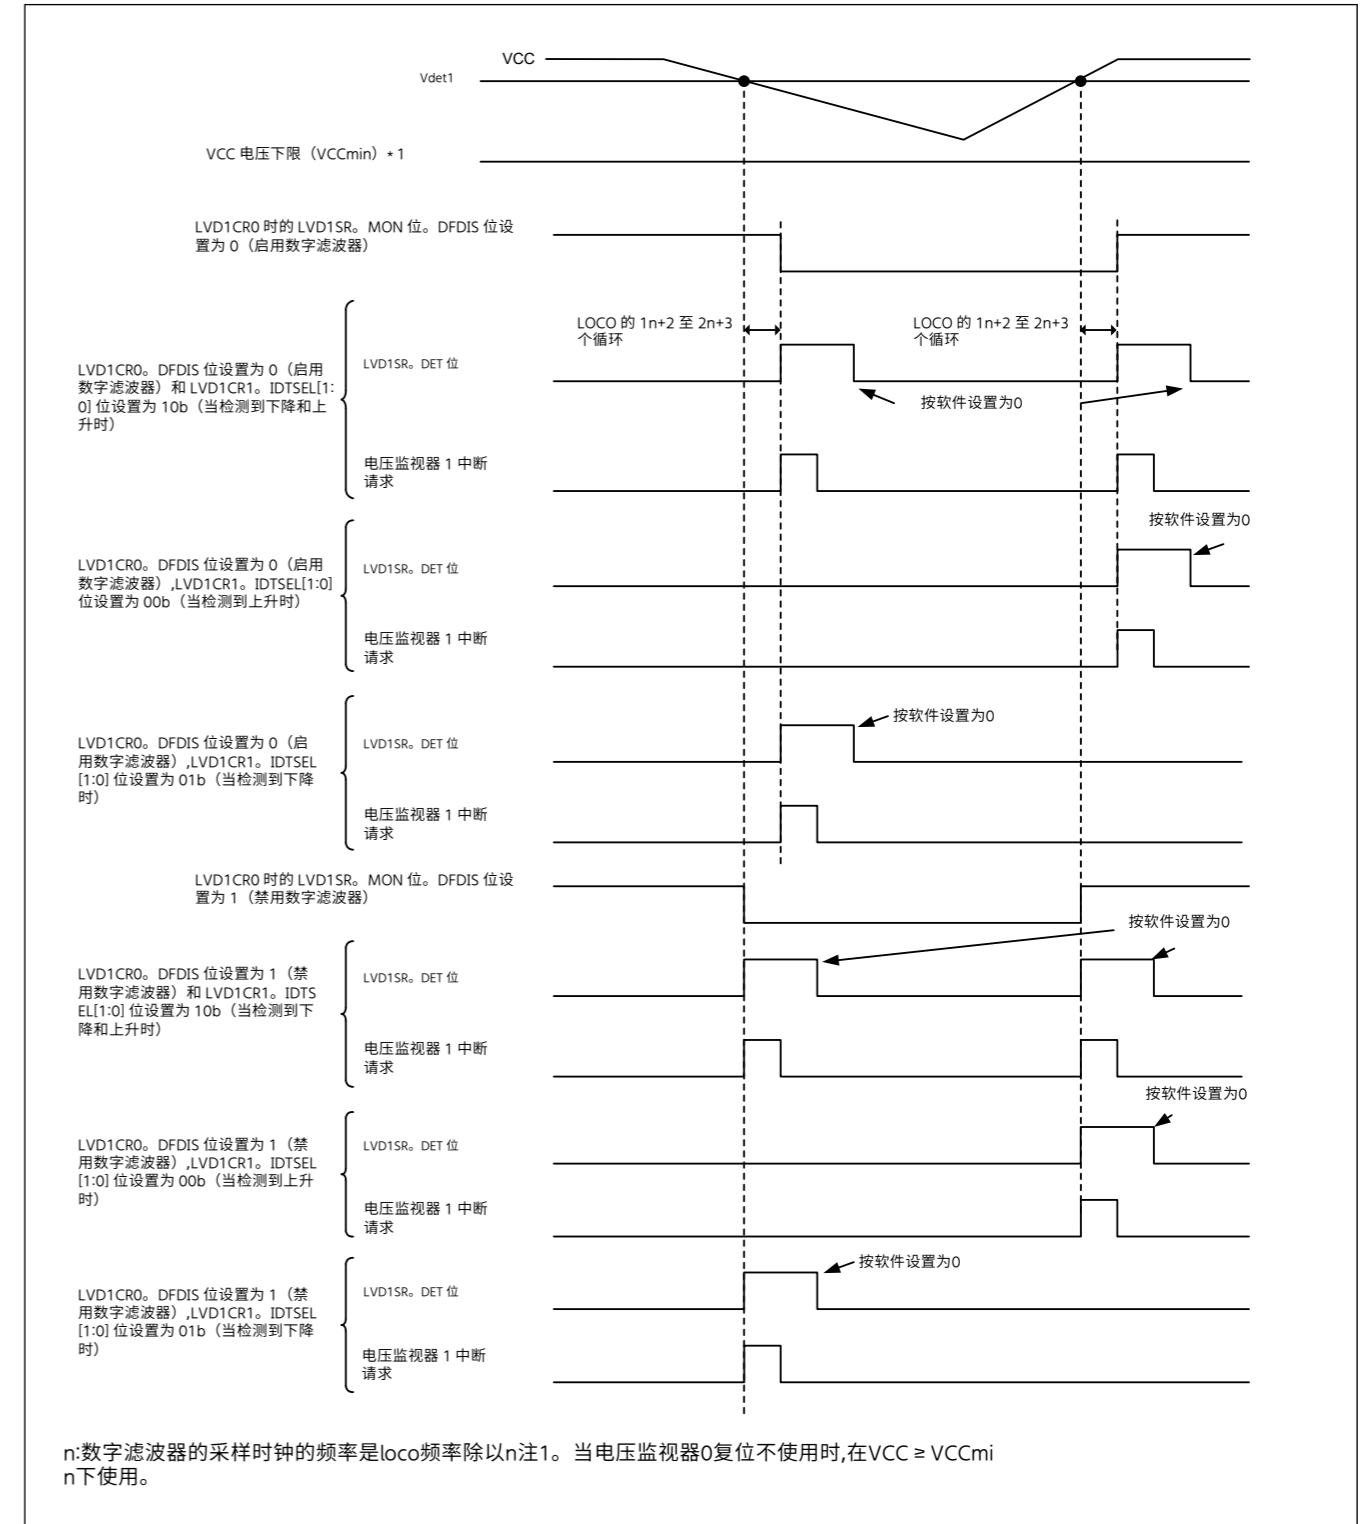 VCC
Vdet1
VCC 电压下限（VCCmin）* 1
LVD1CR0 时的 LVD1SR。MON 位。DFDIS 位设
置为 0（启用数字滤波器）
LOCO 的 1n+2 至 2n+3
个循环
LOCO 的 1n+2 至 2n+3
个循环
LVD1CR0。DFDIS 位设置为 0（启用
数字滤波器）和 LVD1CR1。IDTSEL[1:
0] 位设置为 10b（当检测到下降和上
升时）
LVD1SR。DET 位
按软件设置为0
电压监视器 1 中断
请求
按软件设置为0
LVD1CR0。DFDIS 位设置为 0（启用
数字滤波器）,LVD1CR1。IDTSEL[1:0]
位设置为 00b（当检测到上升时）
LVD1SR。DET 位
电压监视器 1 中断
请求
按软件设置为0
LVD1CR0。DFDIS 位设置为 0（启
用数字滤波器）,LVD1CR1。IDTSEL
[1:0] 位设置为 01b（当检测到下降
时）
LVD1SR。DET 位
电压监视器 1 中断
请求
LVD1CR0 时的 LVD1SR。MON 位。DFDIS 位设
置为 1（禁用数字滤波器）
按软件设置为0
LVD1CR0。DFDIS 位设置为 1（禁
用数字滤波器）和 LVD1CR1。IDTS
EL[1:0] 位设置为 10b（当检测到下
降和上升时）
LVD1SR。DET 位
电压监视器 1 中断
请求
按软件设置为0
LVD1CR0。DFDIS 位设置为 1（禁
用数字滤波器）,LVD1CR1。IDTSEL
[1:0] 位设置为 00b（当检测到上升
时）
LVD1SR。DET 位
电压监视器 1 中断
请求
按软件设置为0
LVD1CR0。DFDIS 位设置为 1（禁
用数字滤波器）,LVD1CR1。IDTSEL
[1:0] 位设置为 01b（当检测到下降
时）
LVD1SR。DET 位
电压监视器 1 中断
请求
n:数字滤波器的采样时钟的频率是loco频率除以n注1。当电压监视器0复位不使用时,在VCC ≥ VCCmi
n下使用。